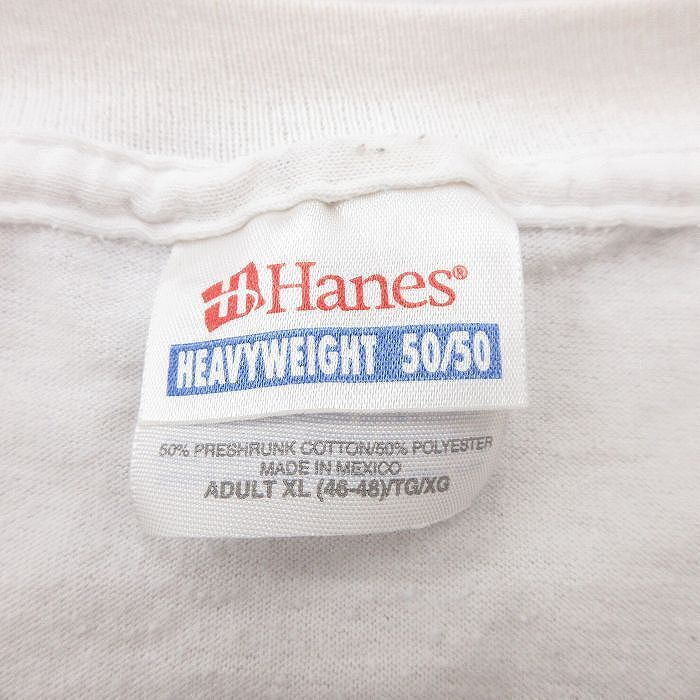 H Hanes®
HEAVYWEIGHT 50/50
50% PRESHRUNK COTTON/50% POLYESTER
MADE IN MEXICO
ADULT XL (46-48)/TG/XG